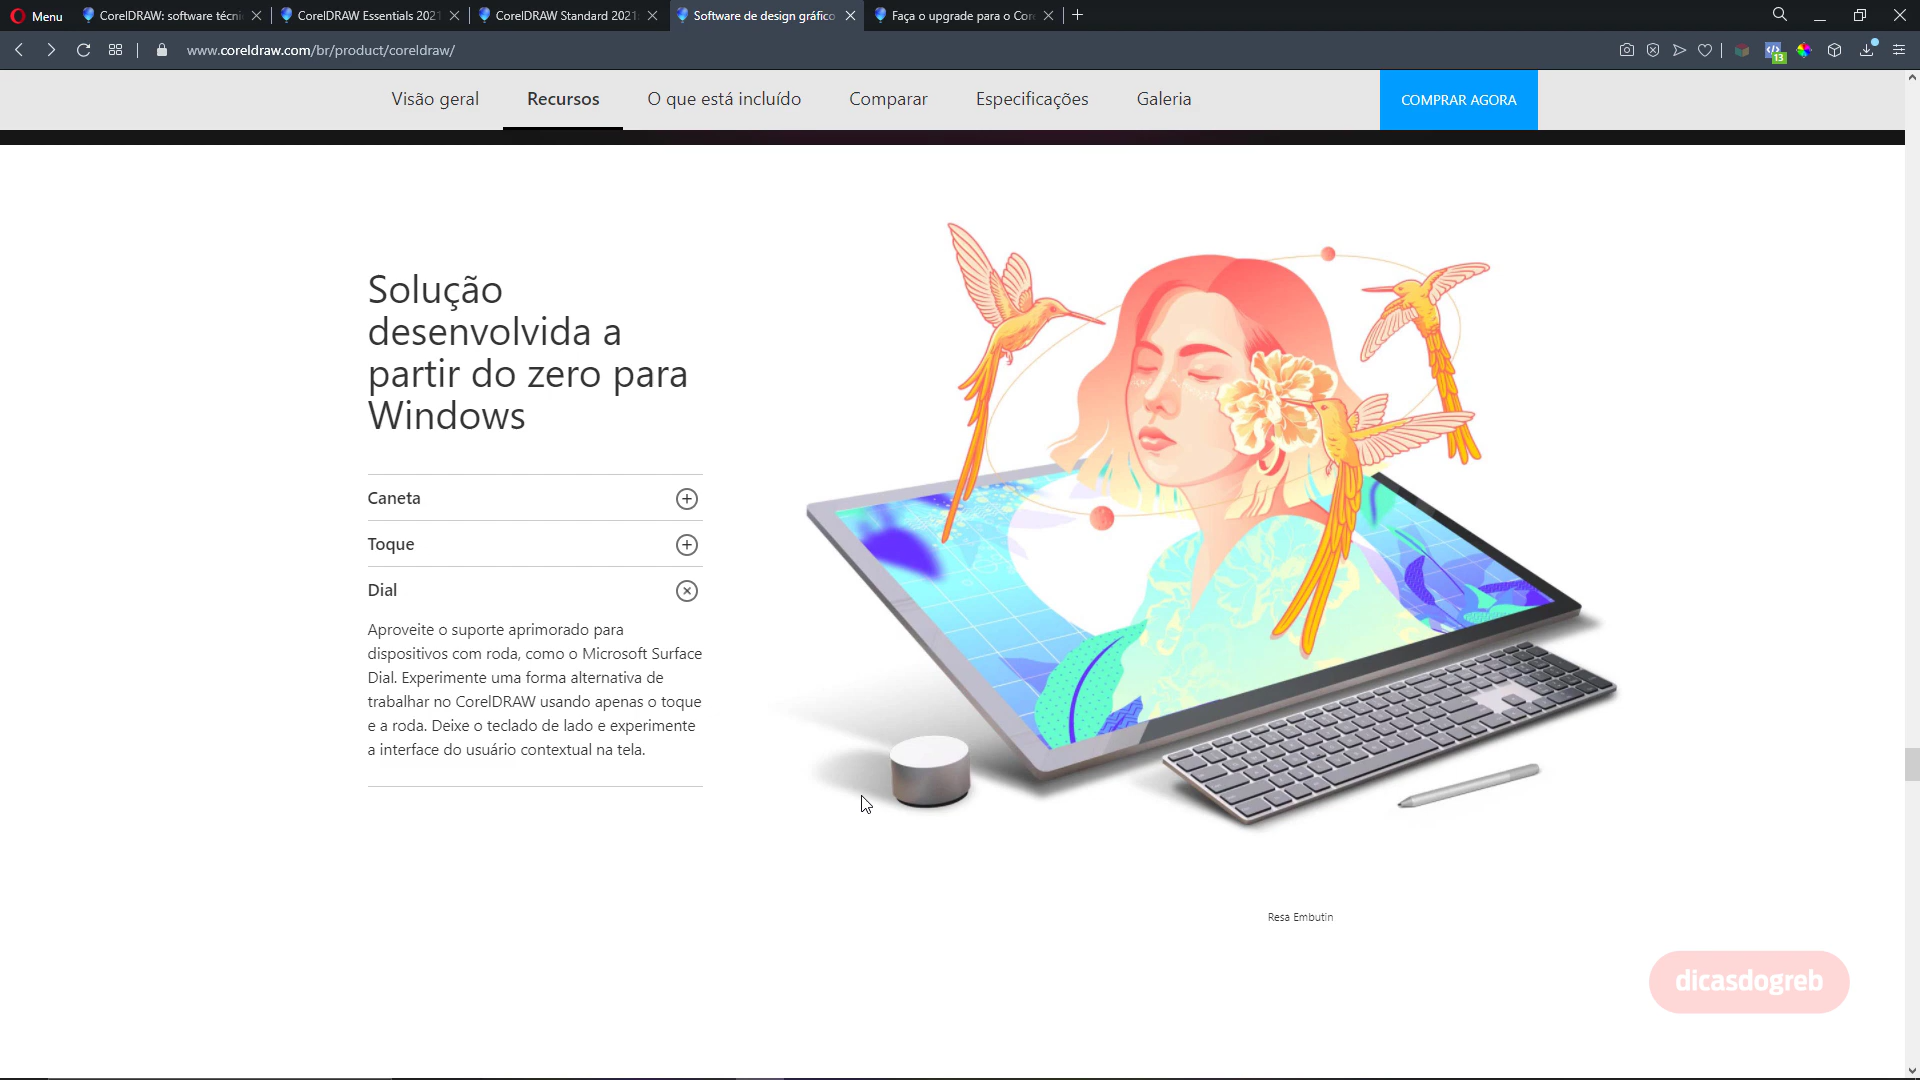 Menu
CorelDRAW: software técni
CorelDRAW Essentials 2021
CorelDRAW Standard 2021
Software de design gráfico
Faça o upgrade para o Cor
www.coreldraw.com/br/product/coreldraw/
13
Visão geral
Recursos
O que está incluído
Comparar
Especificações
Galeria
COMPRAR AGORA
Solução
desenvolvida a
partir do zero para
Windows
Caneta
Toque
Dial
Aproveite o suporte aprimorado para
dispositivos com roda, como o Microsoft Surface
Dial. Experimente uma forma alternativa de
trabalhar no CorelDRAW usando apenas o toque
e a roda. Deixe o teclado de lado e experimente
a interface do usuário contextual na tela.
Resa Embutin
dicasdogreb